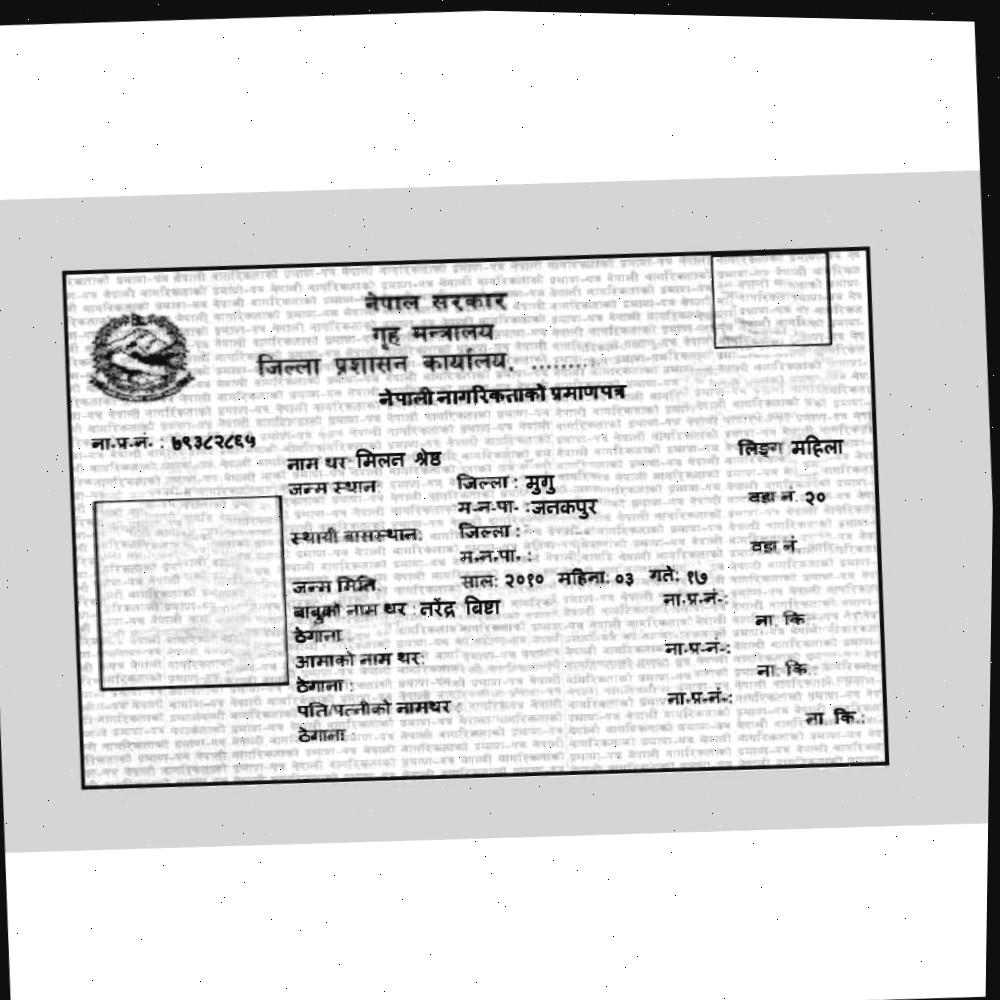 नेपाल सरकार
गृह मन्त्रालय
जिल्ला प्रशासन कार्यालय, ........
नेपाली नागरिकताको प्रमाणपत्र
ना.प्र.नं. : ७९३८२८६५
लिङ्ग महिला
नाम थर: मिलन श्रेष्ठ
जन्म स्थान: जिल्ला : मुगु
म.न.पा. : जनकपुर वडा नं. २०
स्थायी बासस्थान: जिल्ला :
म.न.पा. : वडा नं.
जन्म मिति: साल: २०१० महिना: ०३ गते: १७
बाबुको नाम थर : नरेंद्र बिष्टा ना.प्र.नं.:
ठेगाना : ना. कि.:
आमाको नाम थर: ना.प्र.नं.:
ठेगाना : ना. कि.:
पति/पत्नीको नामथर : ना.प्र.नं.:
ठेगाना : ना. कि.: